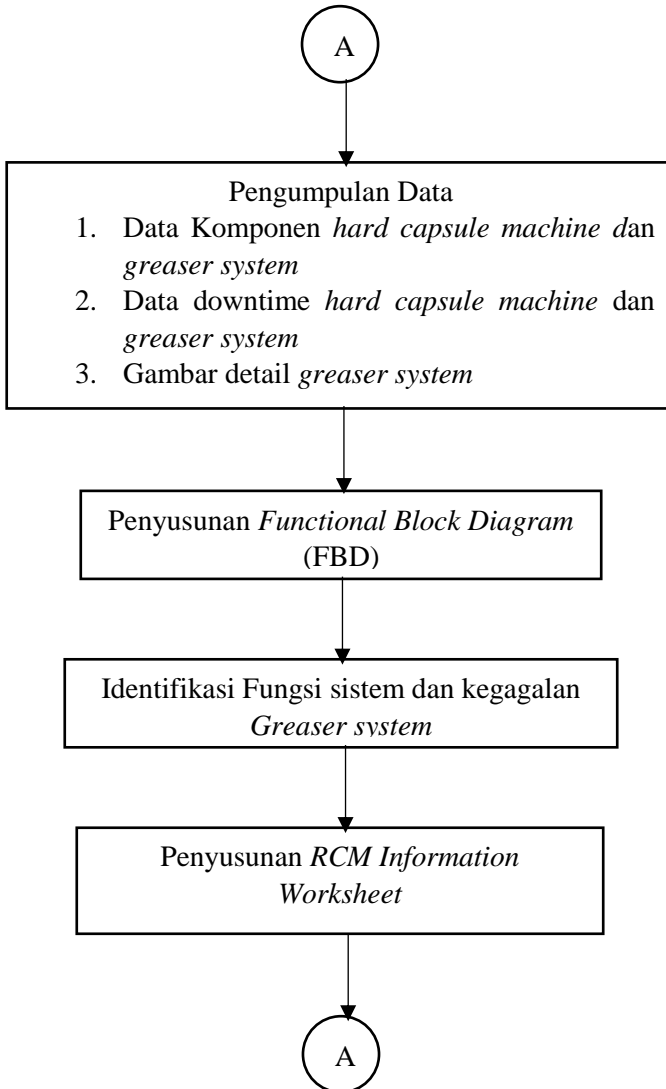 A
Pengumpulan Data
1. Data Komponen hard capsule machine dan
greaser system
2. Data downtime hard capsule machine dan
greaser system
3. Gambar detail greaser system
Penyusunan Functional Block Diagram
(FBD)
Identifikasi Fungsi sistem dan kegagalan
Greaser system
Penyusunan RCM Information
Worksheet
A